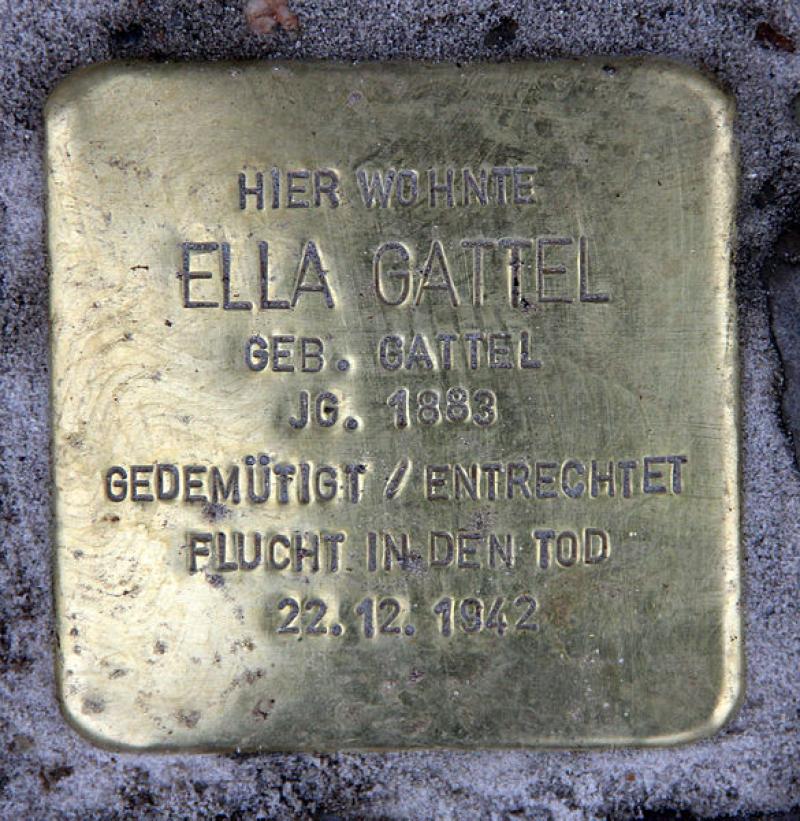 HIER WOHNTE
ELLA GATTEL
GEB. GATTEL
JG. 1883
GEDEMÜTIGT / ENTRECHTET
FLUCHT IN DEN TOD
22.12.1942